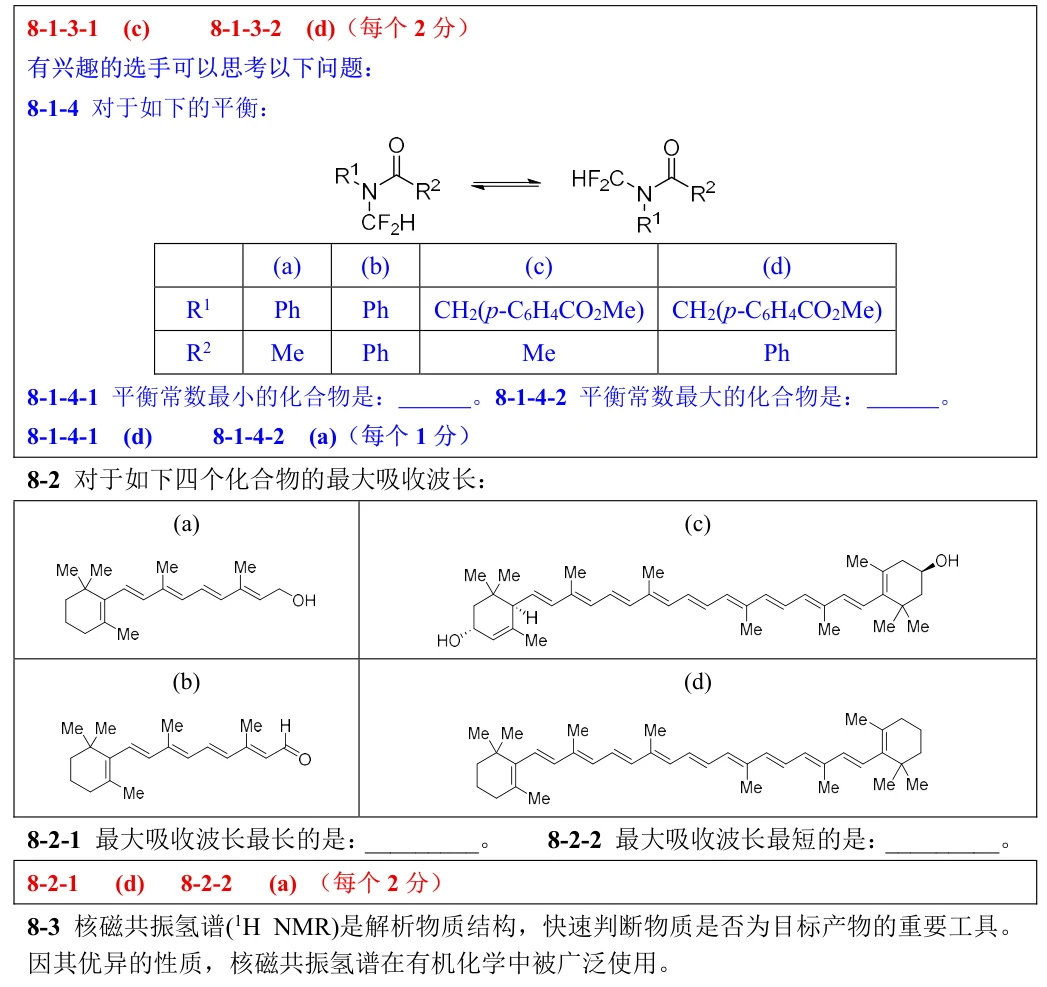 8-1-3-1 (c) 8-1-3-2 (d)（每个 2 分）
有兴趣的选手可以思考以下问题：
8-1-4 对于如下的平衡：
O O
R¹ HF₂C
N R² N R²
CF₂H R¹
(a) (b) (c) (d)
R¹ Ph Ph CH₂(p-C₆H₄CO₂Me) CH₂(p-C₆H₄CO₂Me)
R² Me Ph Me Ph
8-1-4-1 平衡常数最小的化合物是：______。8-1-4-2 平衡常数最大的化合物是：______。
8-1-4-1 (d) 8-1-4-2 (a)（每个 1 分）
8-2 对于如下四个化合物的最大吸收波长：
(a) (c)
Me Me Me Me OH Me Me Me Me Me Me OH
H HO Me Me Me Me Me
(b) (d)
Me Me Me Me H O Me Me Me Me Me Me
Me Me Me Me Me Me
8-2-1 最大吸收波长最长的是：_________。 8-2-2 最大吸收波长最短的是：_________。
8-2-1 (d) 8-2-2 (a) （每个 2 分）
8-3 核磁共振氢谱(¹H NMR)是解析物质结构，快速判断物质是否为目标产物的重要工具。
因其优异的性质，核磁共振氢谱在有机化学中被广泛使用。